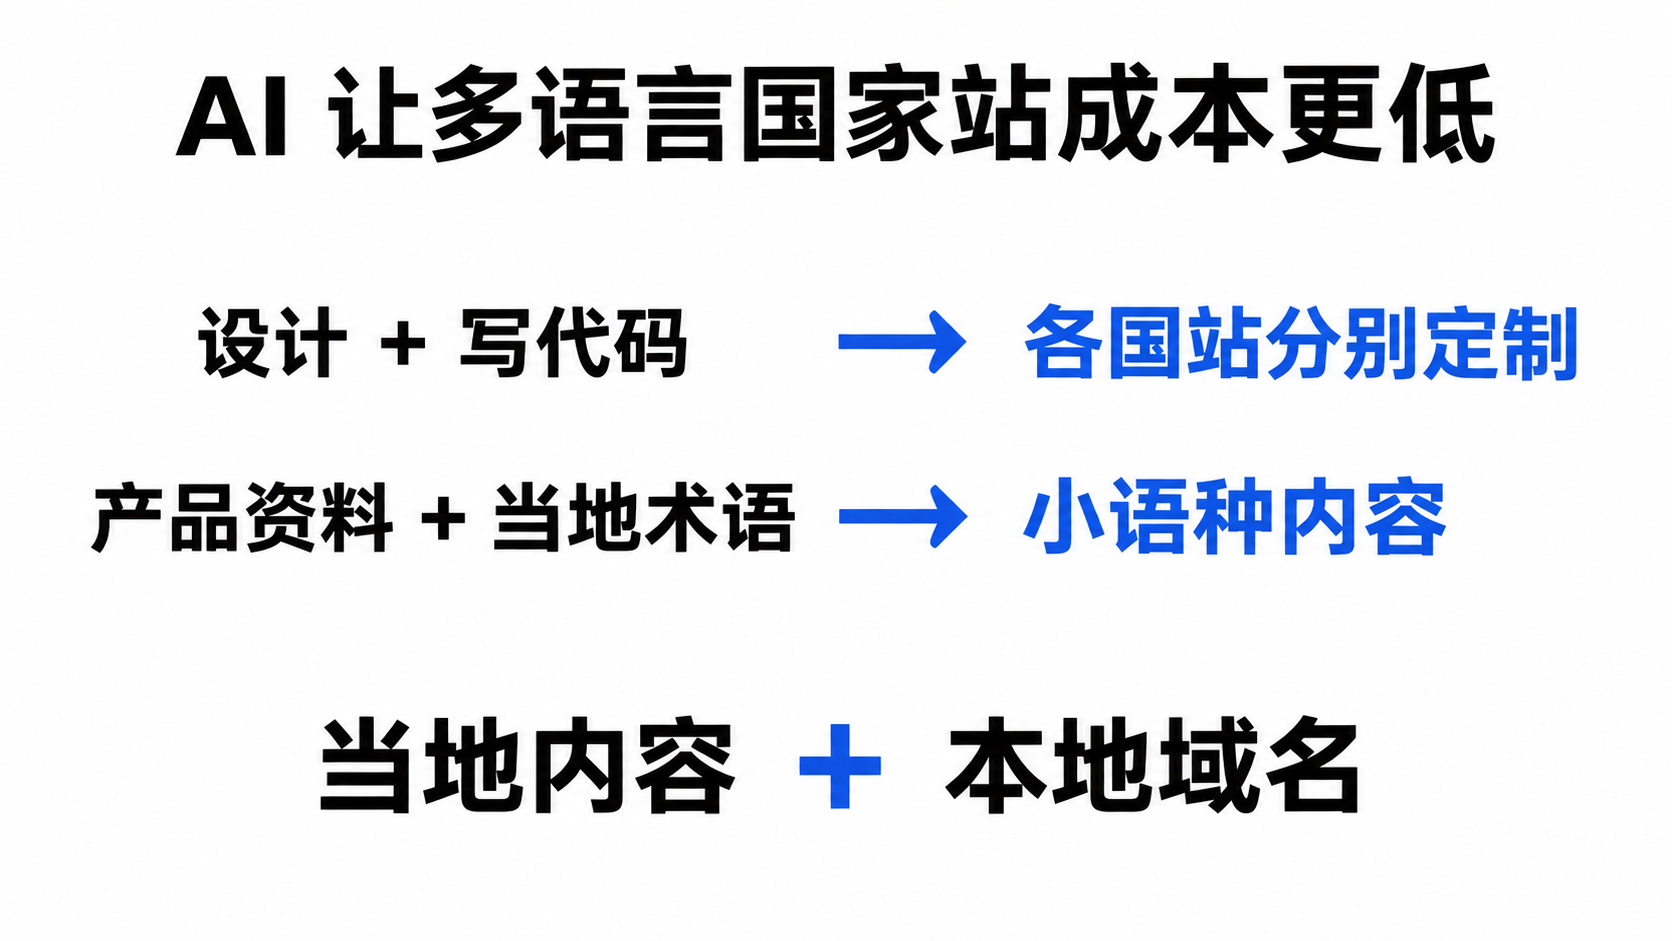 AI 让多语言国家站成本更低
设计 + 写代码 → 各国站分别定制
产品资料 + 当地术语 → 小语种内容
当地内容 + 本地域名